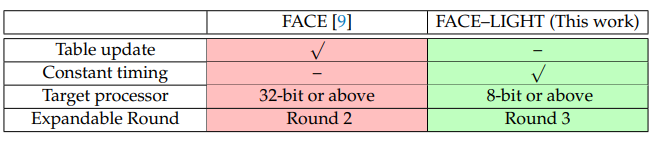 FACE [9] FACE–LIGHT (This work)
Table update √ –
Constant timing – √
Target processor 32-bit or above 8-bit or above
Expandable Round Round 2 Round 3